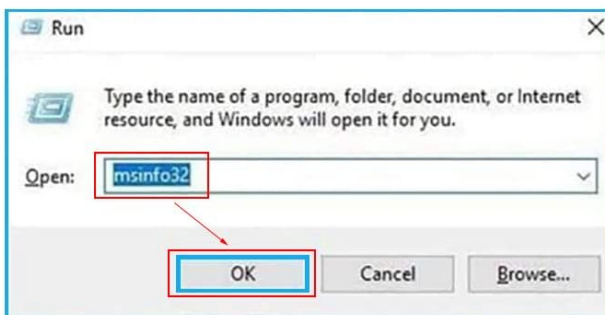 Run
Type the name of a program, folder, document, or Internet
resource, and Windows will open it for you.
Open: msinfo32
OK Cancel Browse...